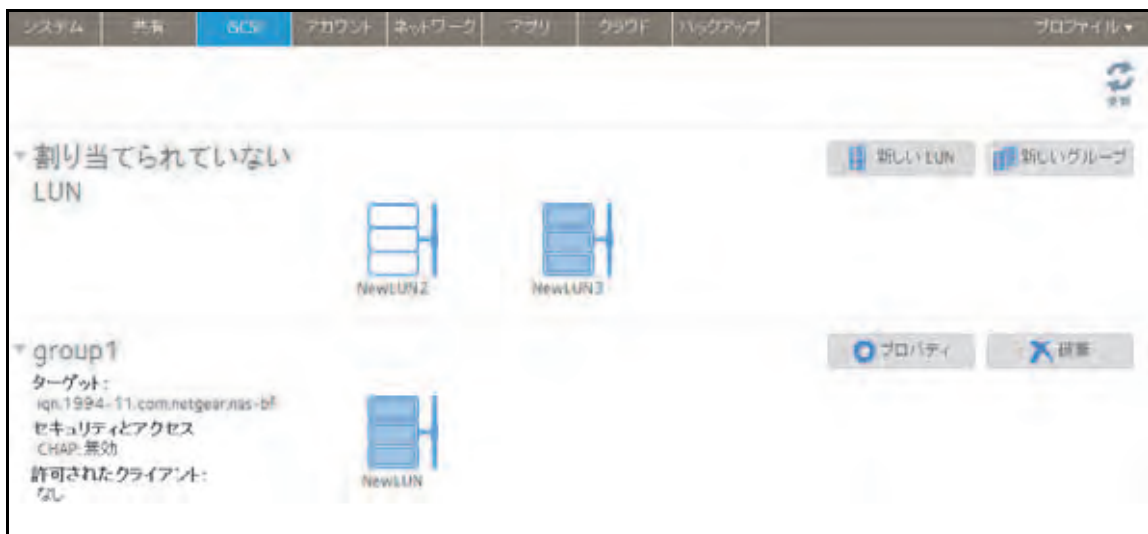 システム 共有 iSCSI アカウント ネットワーク アプリ クラウド バックアップ プロファイル ▾
更新
割り当てられていない
LUN
新しい LUN 新しいグループ
NewLUN2 NewLUN3
group1
プロパティ 破棄
ターゲット:
iqn.1994-11.com.netgear:nas-bf
セキュリティとアクセス
CHAP: 無効
許可されたクライアント:
なし
NewLUN